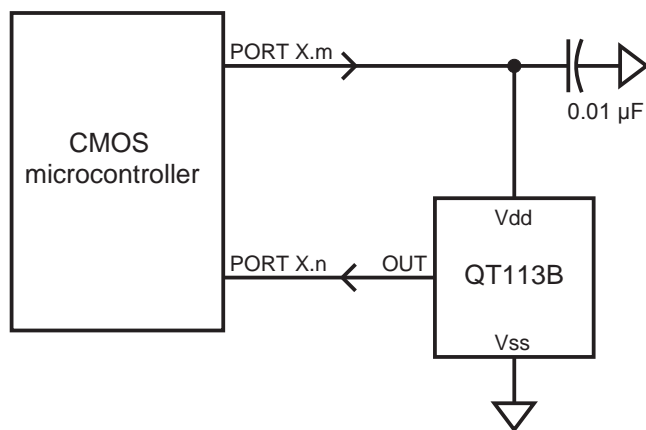 PORT X.m
0.01 µF
CMOS
microcontroller
Vdd
PORT X.n
OUT
QT113B
Vss